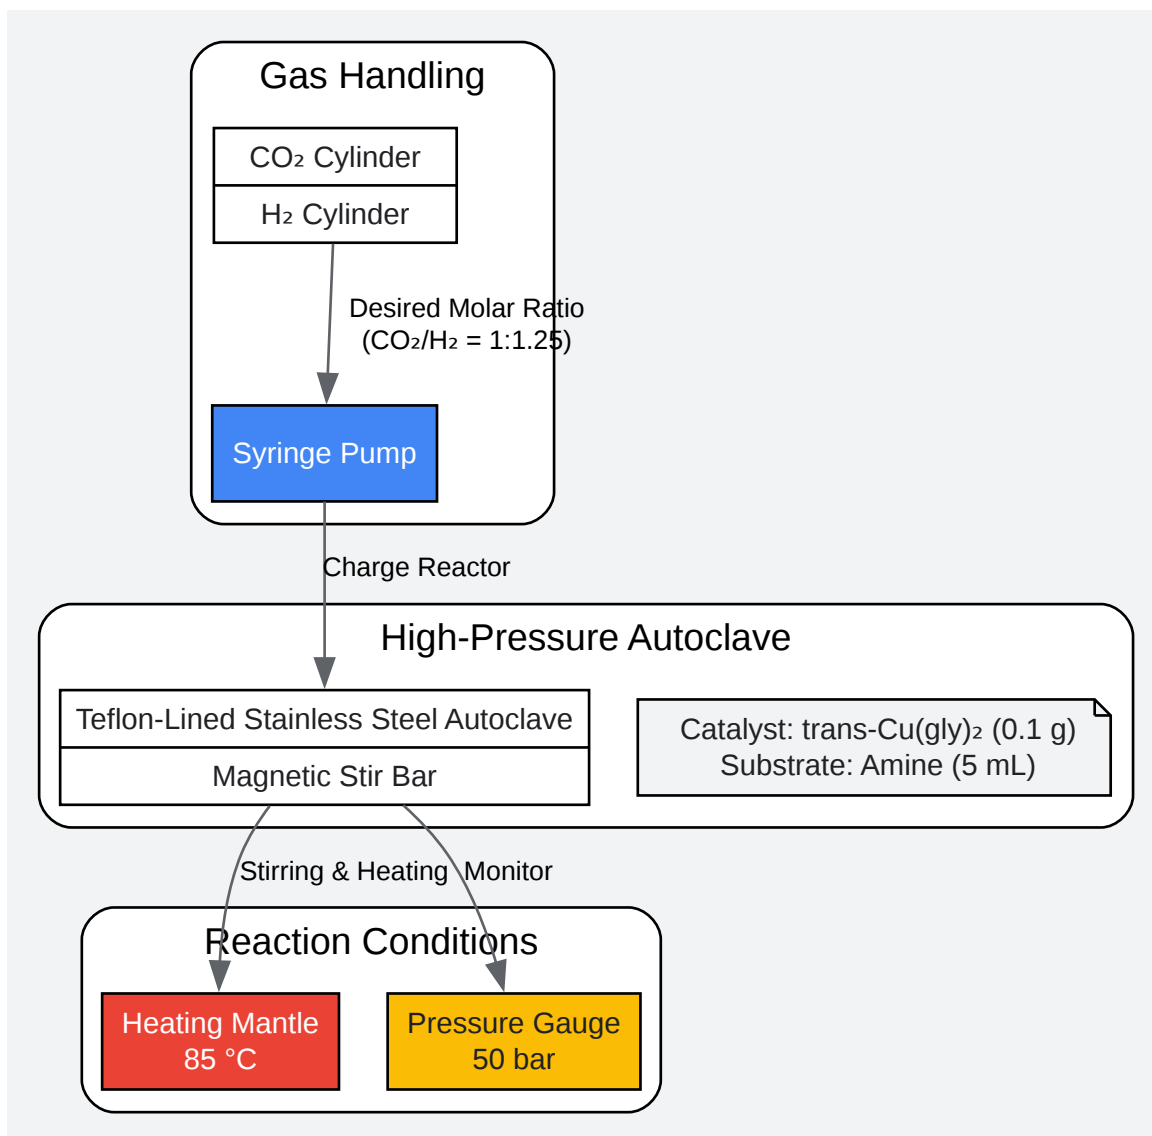 Gas Handling
CO₂ Cylinder
H₂ Cylinder
Desired Molar Ratio
(CO₂/H₂ = 1:1.25)
Syringe Pump
Charge Reactor
High-Pressure Autoclave
Teflon-Lined Stainless Steel Autoclave
Magnetic Stir Bar
Catalyst: trans-Cu(gly)₂ (0.1 g)
Substrate: Amine (5 mL)
Stirring & Heating
Monitor
Reaction Conditions
Heating Mantle
85 °C
Pressure Gauge
50 bar